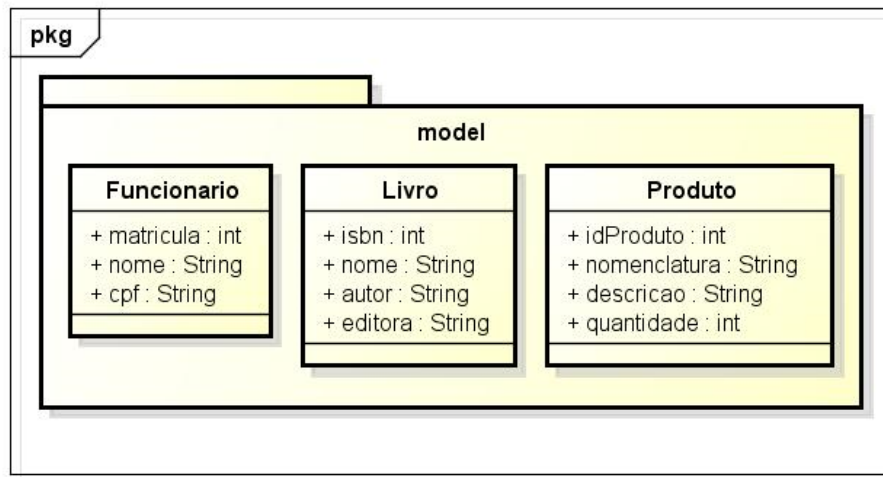 pkg
model
Funcionario
+ matricula : int
+ nome : String
+ cpf : String
Livro
+ isbn : int
+ nome : String
+ autor : String
+ editora : String
Produto
+ idProduto : int
+ nomenclatura : String
+ descricao : String
+ quantidade : int